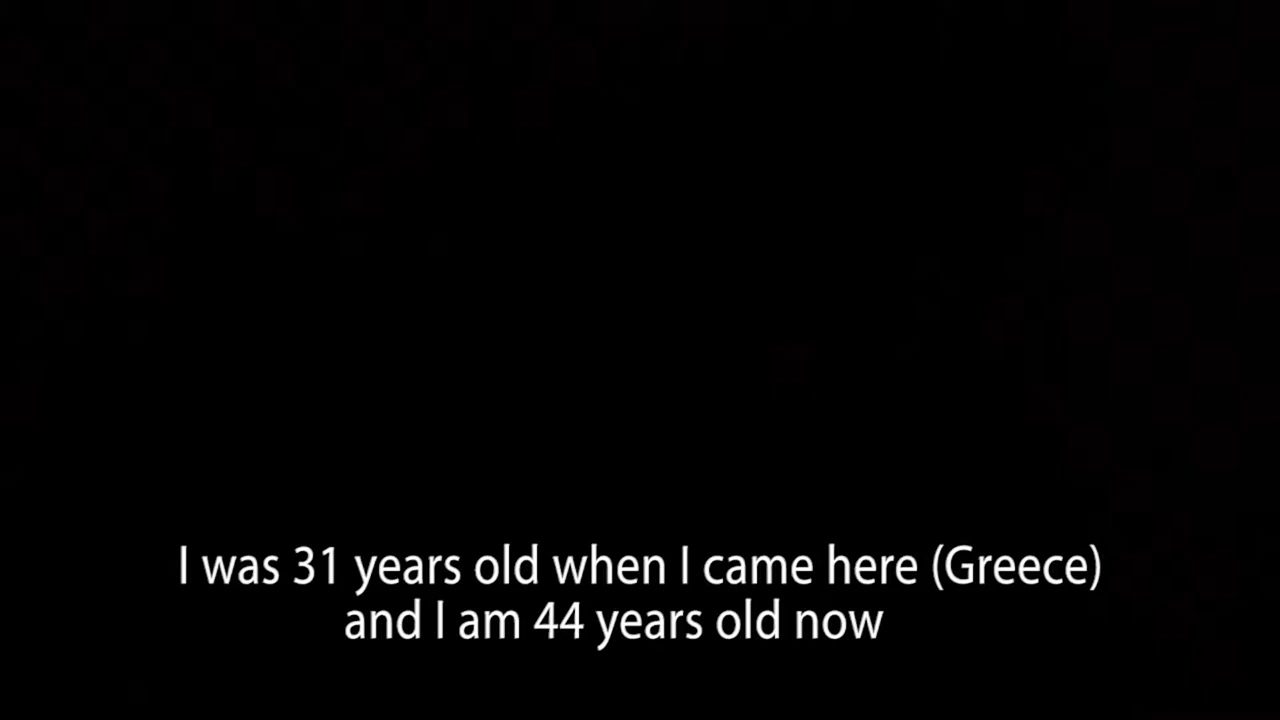 I was 31 years old when I came here (Greece)
and I am 44 years old now